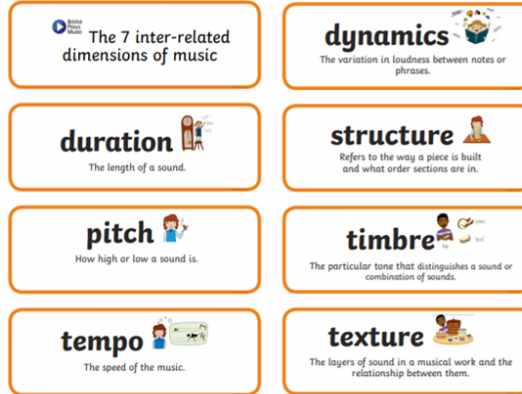 Bristol
Plays
Music
The 7 inter-related
dimensions of music
dynamics
The variation in loudness between notes or
phrases.
duration
The length of a sound.
structure
Refers to the way a piece is built
and what order sections are in.
pitch
How high or low a sound is.
timbre
The particular tone that distinguishes a sound or
combination of sounds.
tempo
The speed of the music.
texture
The layers of sound in a musical work and the
relationship between them.